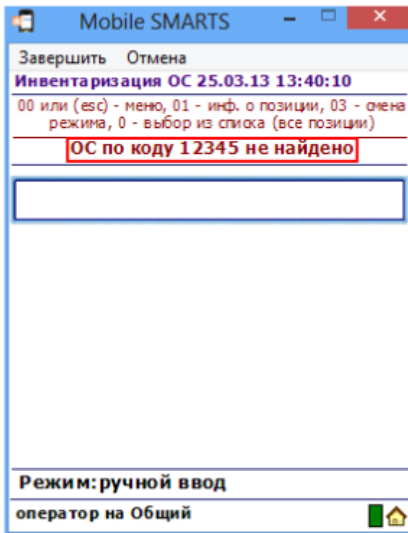 Mobile SMARTS
Завершить Отмена
Инвентаризация ОС 25.03.13 13:40:10
00 или (esc) - меню, 01 - инф. о позиции, 03 - смена
режима, 0 - выбор из списка (все позиции)
ОС по коду 12345 не найдено
Режим:ручной ввод
оператор на Общий